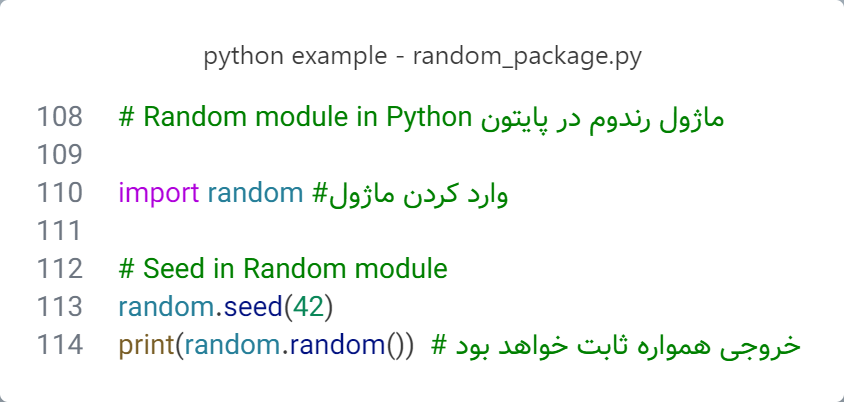 python example - random_package.py
108 # Random module in Python ماژول رندوم در پایتون
109
110 import random #وارد کردن ماژول
111
112 # Seed in Random module
113 random.seed(42)
114 print(random.random()) # خروجی همواره ثابت خواهد بود